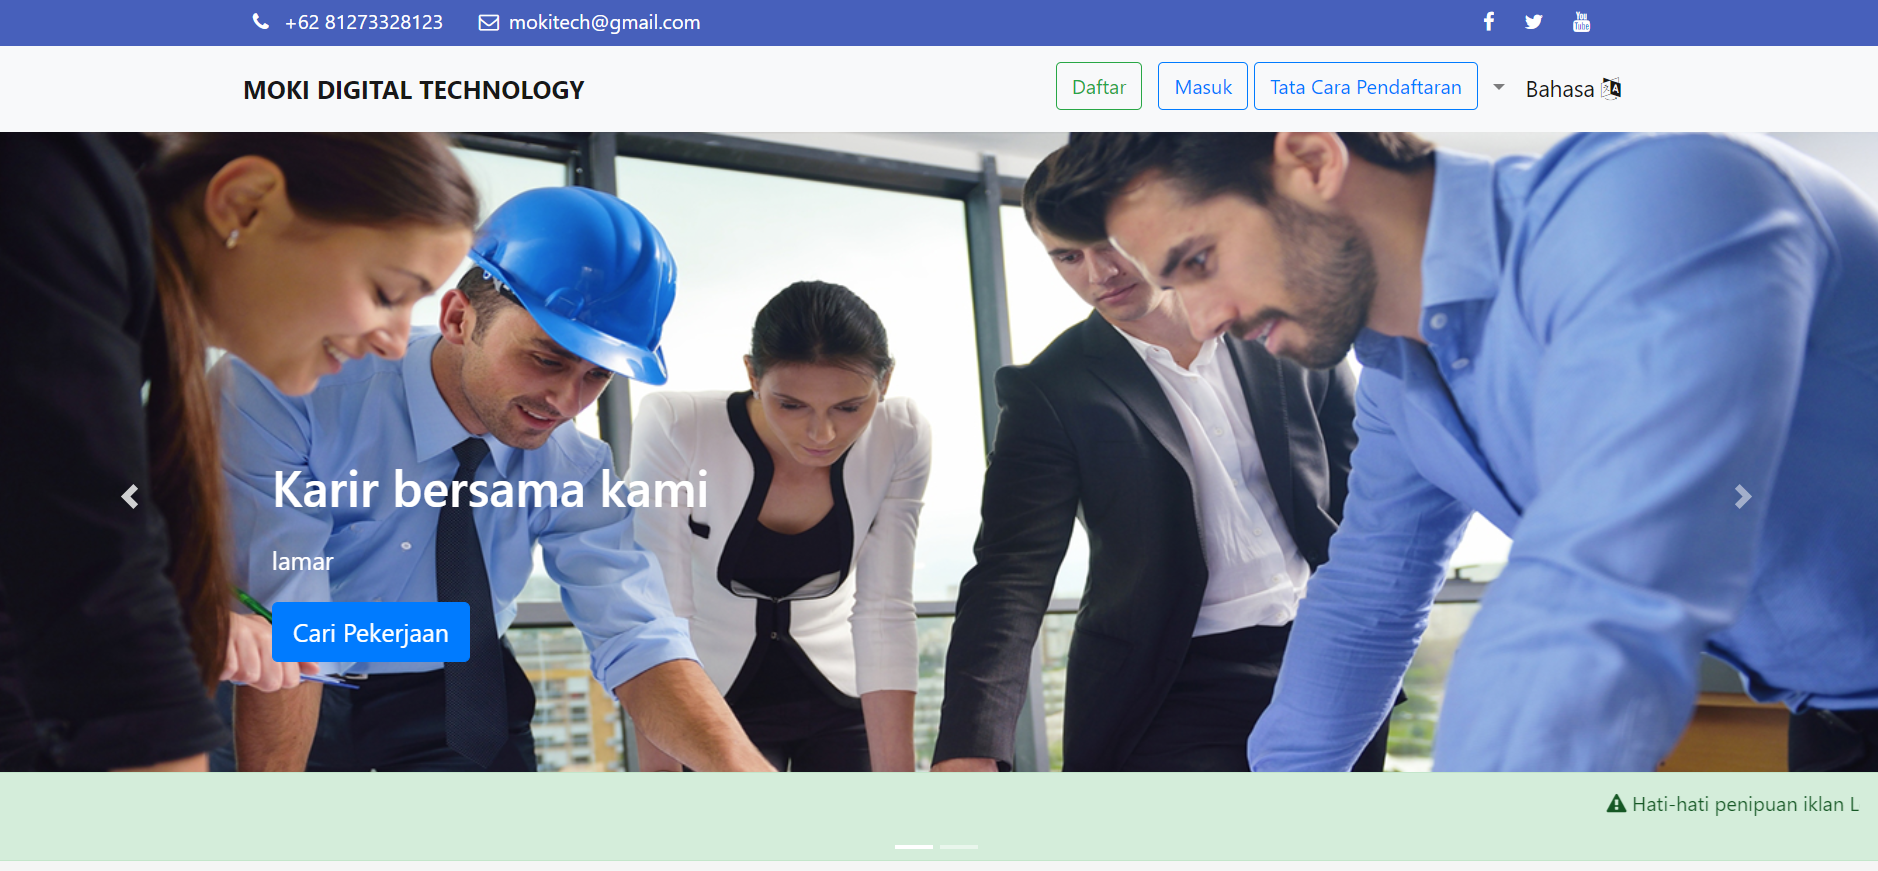 +62 81273328123 mokitech@gmail.com
MOKI DIGITAL TECHNOLOGY Daftar Masuk Tata Cara Pendaftaran Bahasa
Karir bersama kami
lamar
Cari Pekerjaan
Hati-hati penipuan iklan L